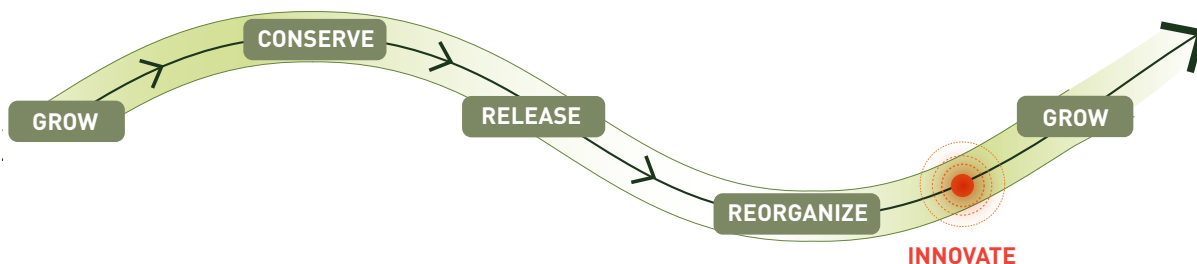 GROW
CONSERVE
RELEASE
REORGANIZE
INNOVATE
GROW